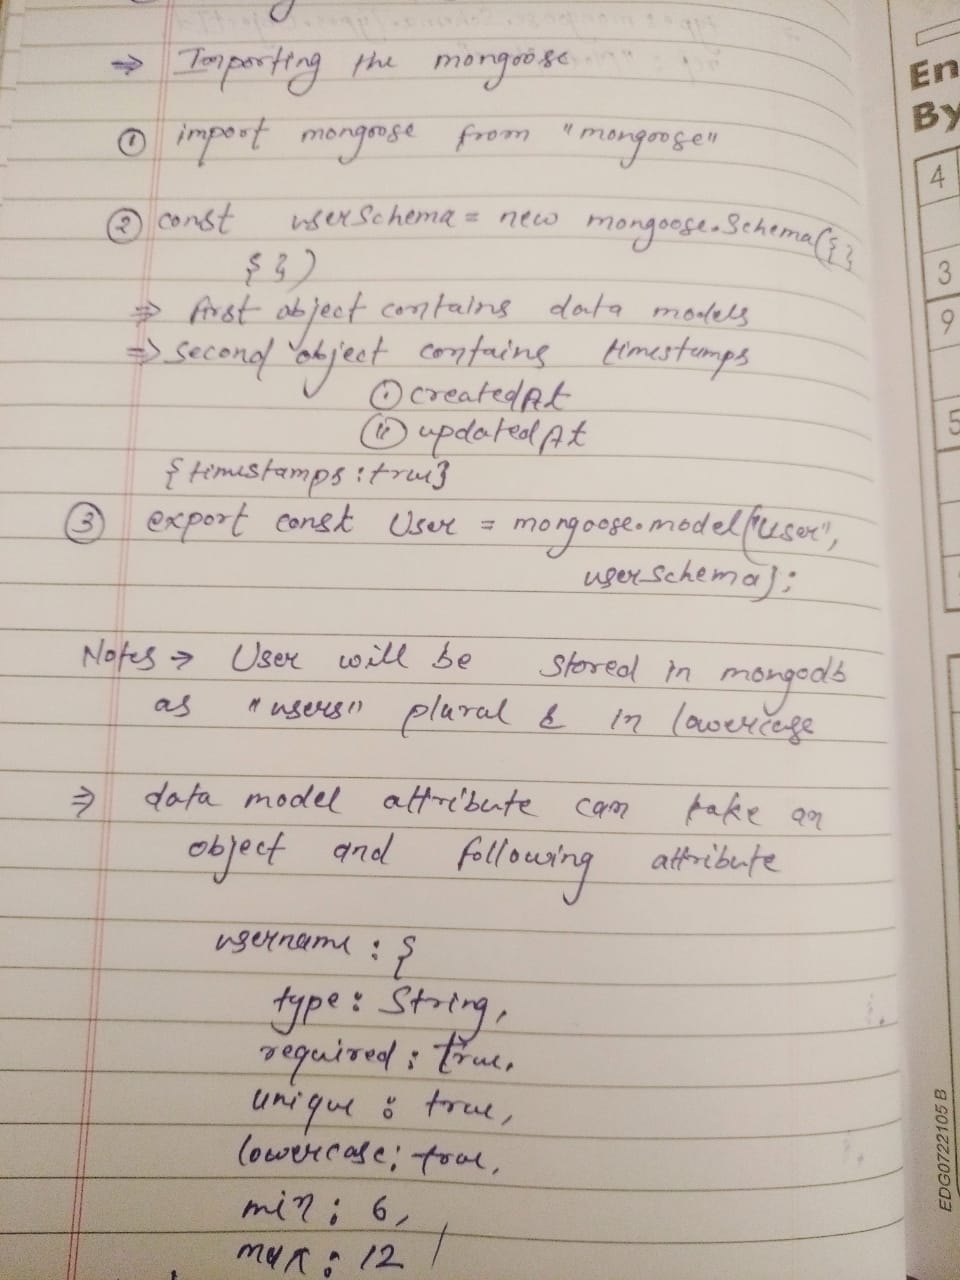 ⇒ Importing the mongoose
① import mongoose from "mongoose"
② const userSchema = new mongoose.Schema({}
{})
⇒ first object contains data models
⇒ second object contains timestamps
① createdAt
② updatedAt
{timestamps: true}
③ export const User = mongoose.model("User",
userSchema);
Notes → User will be stored in mongodb
as "users" plural & in lowercase
⇒ data model attribute can take an
object and following attribute
username : {
type: String,
required: true,
unique : true,
lowercase: true,
min : 6,
max : 12
En
By
4
3
9
5
EDG0722105 B